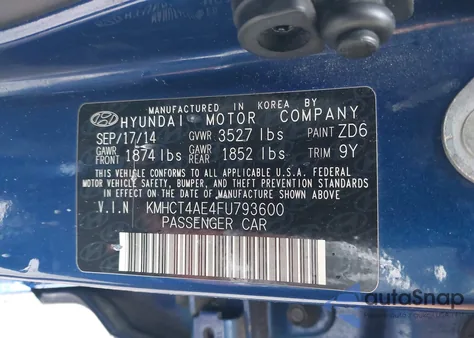 MANUFACTURED IN KOREA BY
HYUNDAI MOTOR COMPANY
SEP/17/14 GVWR 3527 lbs PAINT ZD6
GAWR FRONT 1874 lbs GAWR REAR 1852 lbs TRIM 9Y
THIS VEHICLE CONFORMS TO ALL APPLICABLE U.S.A. FEDERAL
MOTOR VEHICLE SAFETY, BUMPER, AND THEFT PREVENTION STANDARDS
IN EFFECT ON THE DATE OF MANUFACTURE SHOWN ABOVE.
V.I.N KMHCT4AE4FU793600
PASSENGER CAR
autoSnap